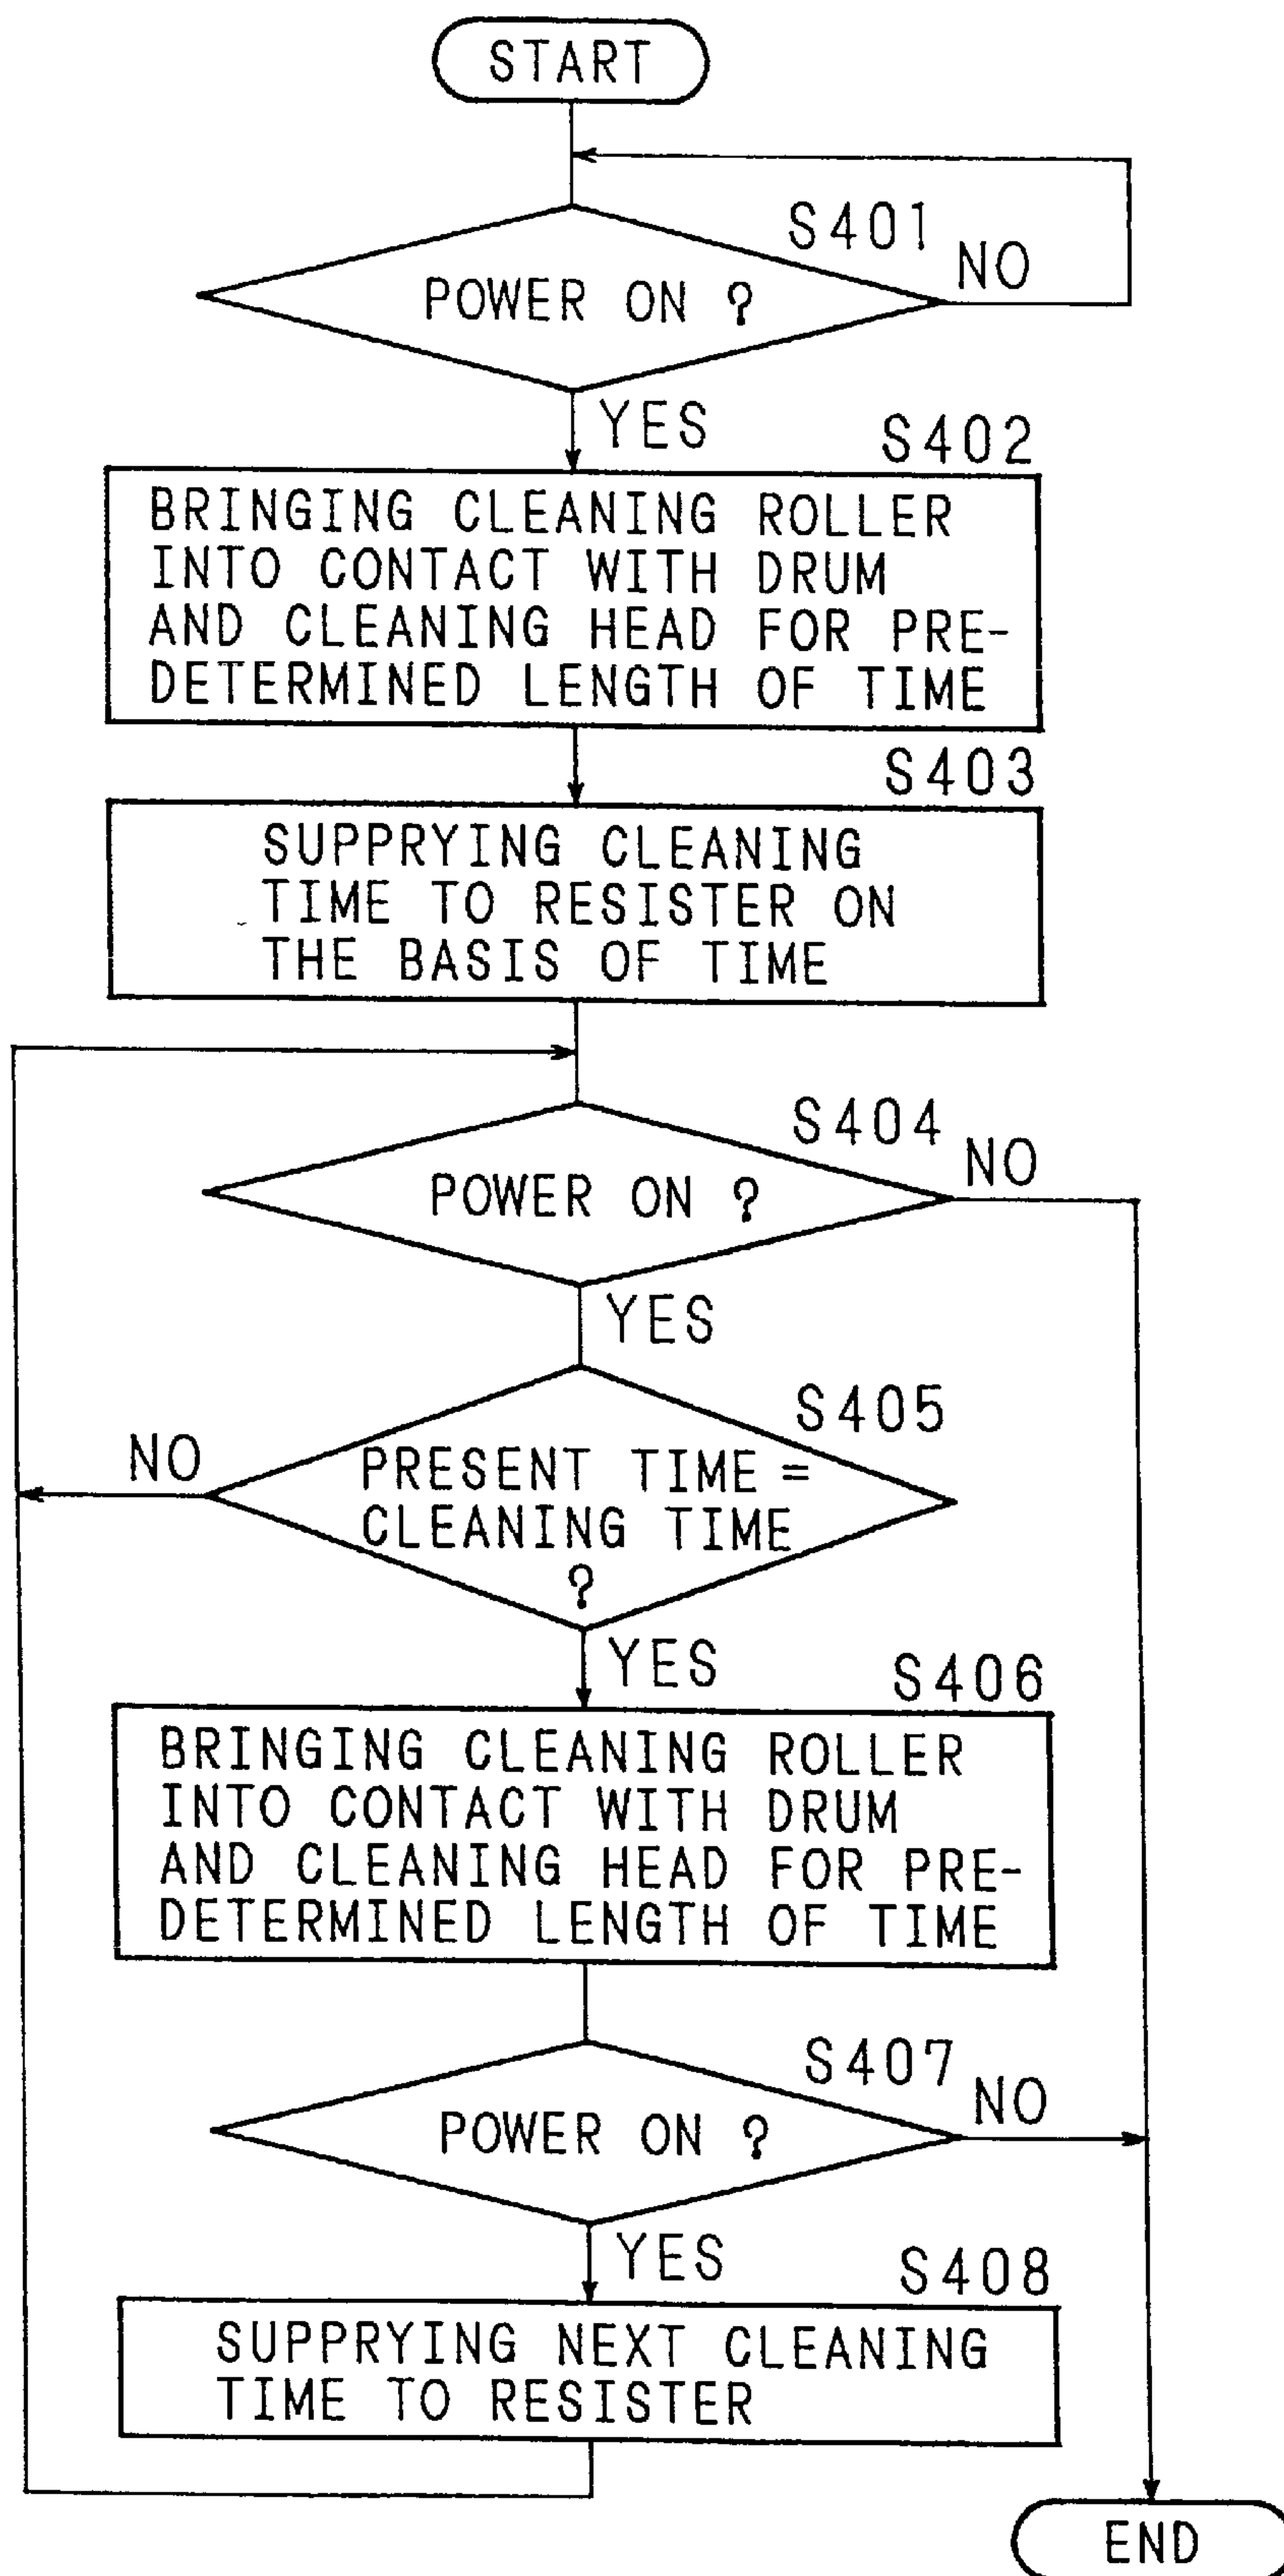 START
S401
NO
POWER ON ?
YES
S402
BRINGING CLEANING ROLLER
INTO CONTACT WITH DRUM
AND CLEANING HEAD FOR PRE-
DETERMINED LENGTH OF TIME
S403
SUPPRYING CLEANING
TIME TO RESISTER ON
THE BASIS OF TIME
S404
NO
POWER ON ?
YES
S405
NO
PRESENT TIME =
CLEANING TIME
?
YES
S406
BRINGING CLEANING ROLLER
INTO CONTACT WITH DRUM
AND CLEANING HEAD FOR PRE-
DETERMINED LENGTH OF TIME
S407
NO
POWER ON ?
YES
S408
SUPPRYING NEXT CLEANING
TIME TO RESISTER
END